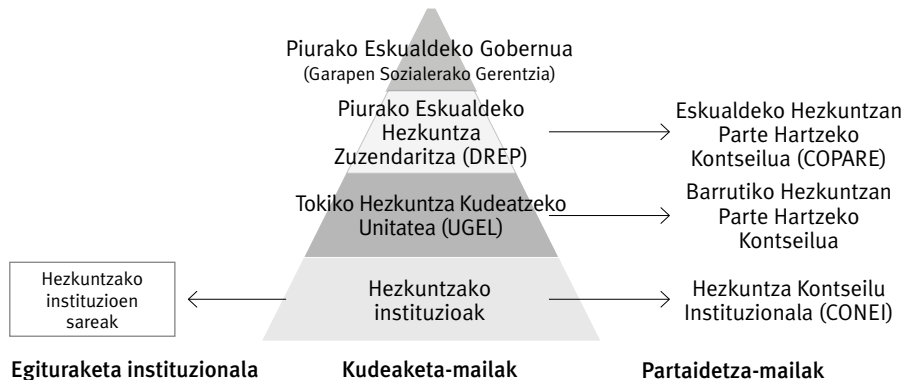 Piurako Eskualdeko Gobernua
(Garapen Sozialerako Gerentzia)
Piurako Eskualdeko
Hezkuntza
Zuzendaritza (DREP)
Eskualdeko Hezkuntzan
Parte Hartzeko
Kontseilua (COPARE)
Tokiko Hezkuntza Kudeatzeko
Unitatea (UGEL)
Barrutiko Hezkuntzan
Parte Hartzeko
Kontseilua
Hezkuntzako
instituzioen
sareak
Hezkuntzako
instituzioak
Hezkuntza Kontseilu
Instituzionala (CONEI)
Egituraketa instituzionala
Kudeaketa-mailak
Partaidetza-mailak